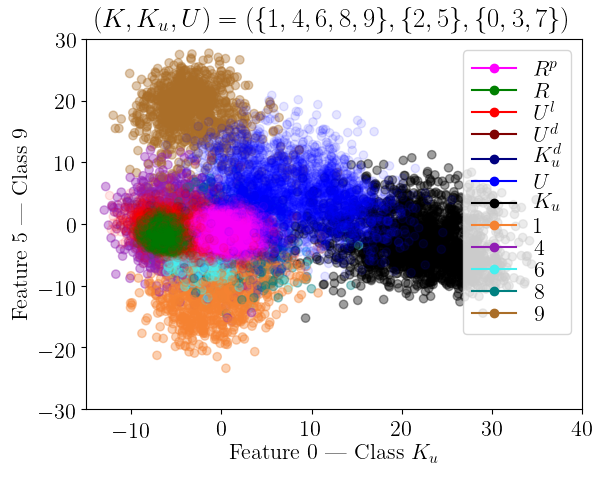 (K, K_u, U) = ({1, 4, 6, 8, 9}, {2, 5}, {0, 3, 7})
30
20
10
0
−10
−20
−30
Feature 5 — Class 9
R^p
R
U^l
U^d
K_u^d
U
K_u
1
4
6
8
9
−10
0
10
20
30
40
Feature 0 — Class K_u